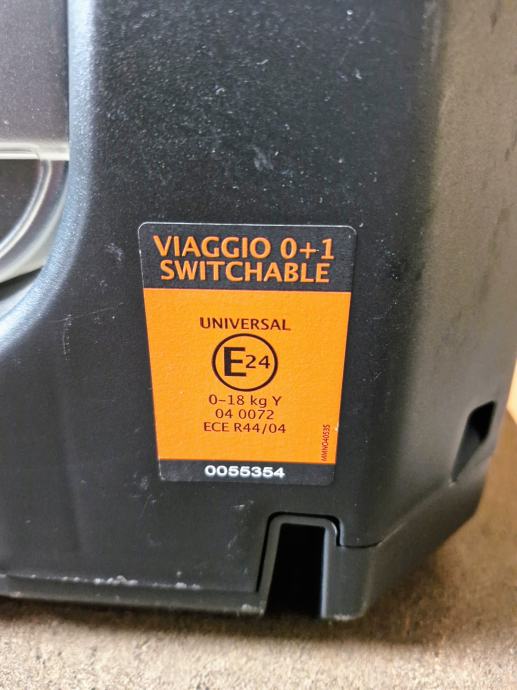 VIAGGIO 0+1
SWITCHABLE
UNIVERSAL
E24
0-18 kg Y
04 0072
ECE R44/04
0055354